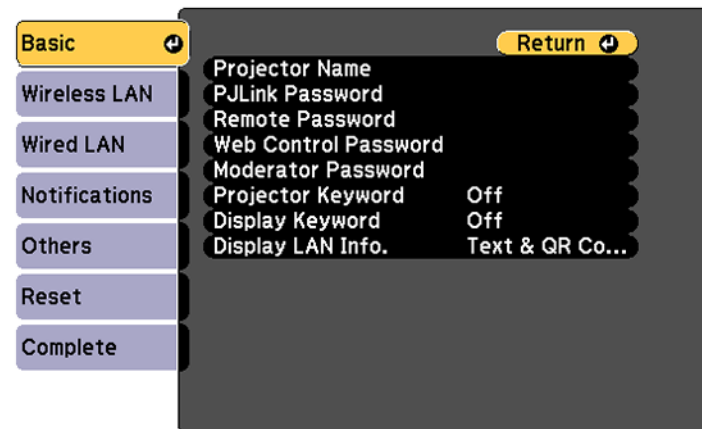 Basic
Wireless LAN
Wired LAN
Notifications
Others
Reset
Complete
Return
Projector Name
PJLink Password
Remote Password
Web Control Password
Moderator Password
Projector Keyword Off
Display Keyword Off
Display LAN Info. Text & QR Co...